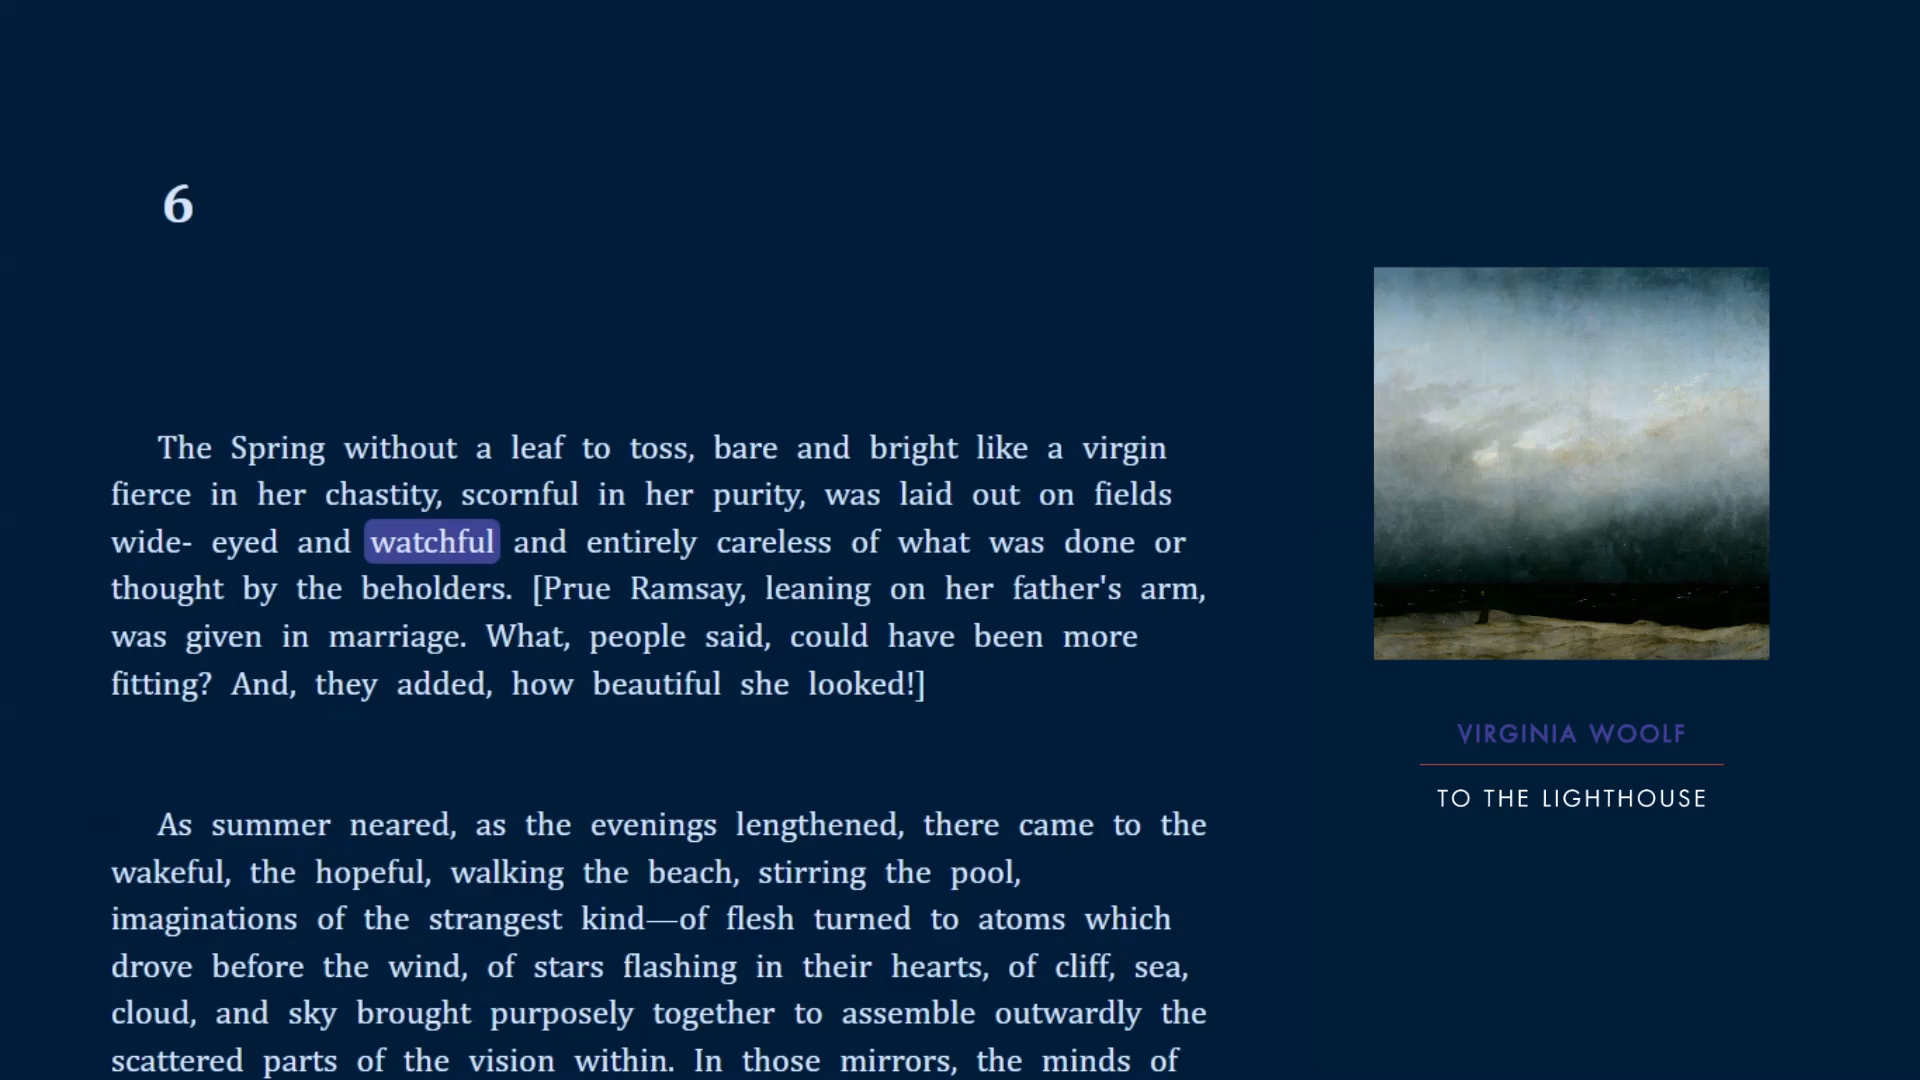 6
The Spring without a leaf to toss, bare and bright like a virgin
fierce in her chastity, scornful in her purity, was laid out on fields
wide- eyed and watchful and entirely careless of what was done or
thought by the beholders. [Prue Ramsay, leaning on her father's arm,
was given in marriage. What, people said, could have been more
fitting? And, they added, how beautiful she looked!]
As summer neared, as the evenings lengthened, there came to the
wakeful, the hopeful, walking the beach, stirring the pool,
imaginations of the strangest kind—of flesh turned to atoms which
drove before the wind, of stars flashing in their hearts, of cliff, sea,
cloud, and sky brought purposely together to assemble outwardly the
scattered parts of the vision within. In those mirrors, the minds of
VIRGINIA WOOLF
TO THE LIGHTHOUSE